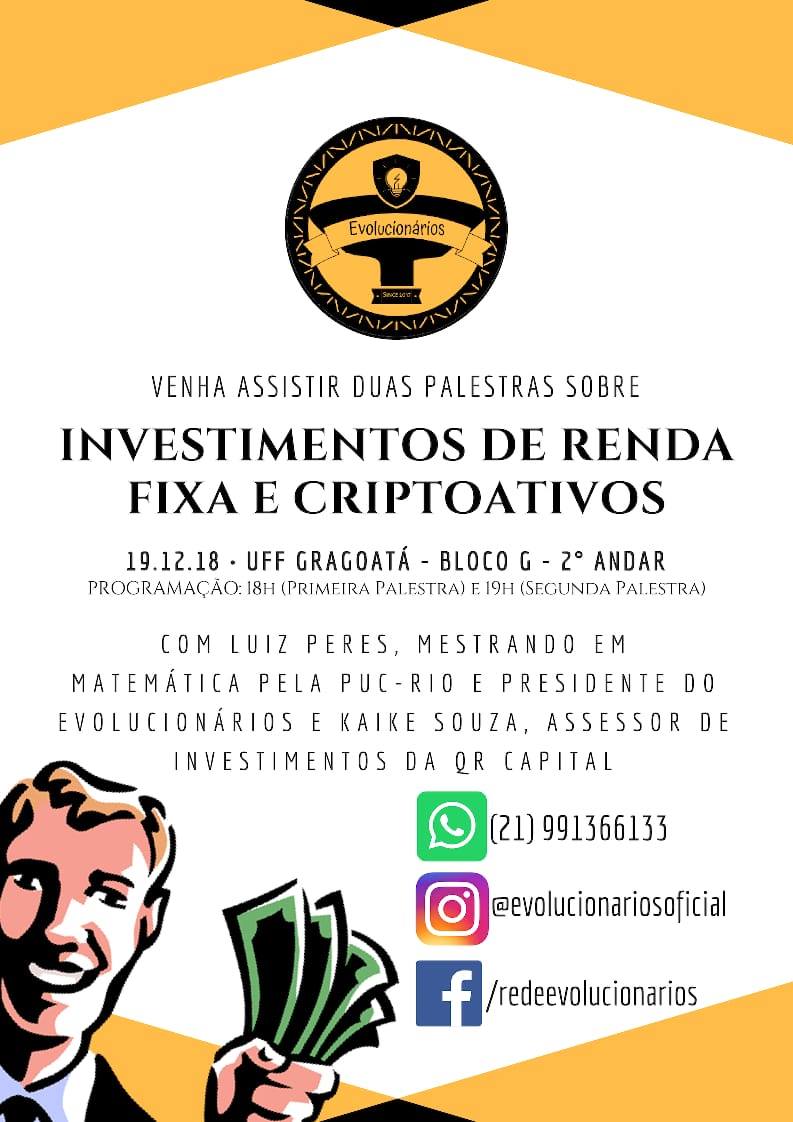 Evolucionários
SINCE 2017
VENHA ASSISTIR DUAS PALESTRAS SOBRE
INVESTIMENTOS DE RENDA
FIXA E CRIPTOATIVOS
19.12.18 • UFF GRAGOATÁ - BLOCO G - 2° ANDAR
PROGRAMAÇÃO: 18H (PRIMEIRA PALESTRA) E 19H (SEGUNDA PALESTRA)
COM LUIZ PERES, MESTRANDO EM
MATEMÁTICA PELA PUC-RIO E PRESIDENTE DO
EVOLUCIONÁRIOS E KAIKE SOUZA, ASSESSOR DE
INVESTIMENTOS DA QR CAPITAL
(21) 991366133
@evolucionariosoficial
/redeevolucionarios